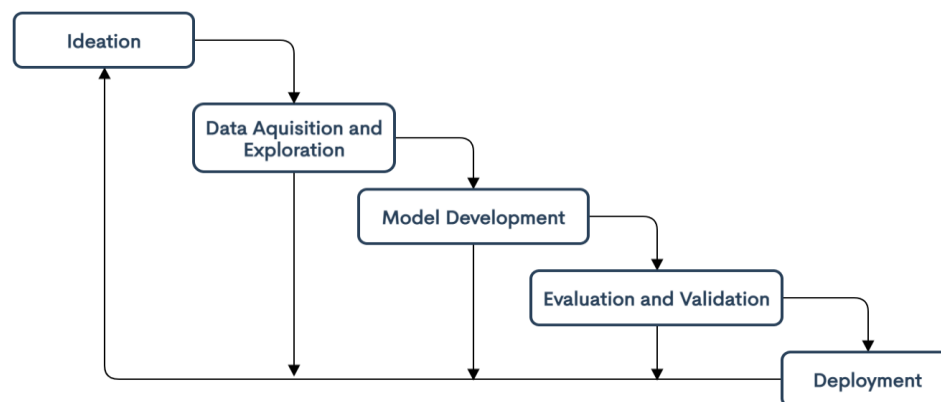 Ideation
Data Aquisition and
Exploration
Model Development
Evaluation and Validation
Deployment